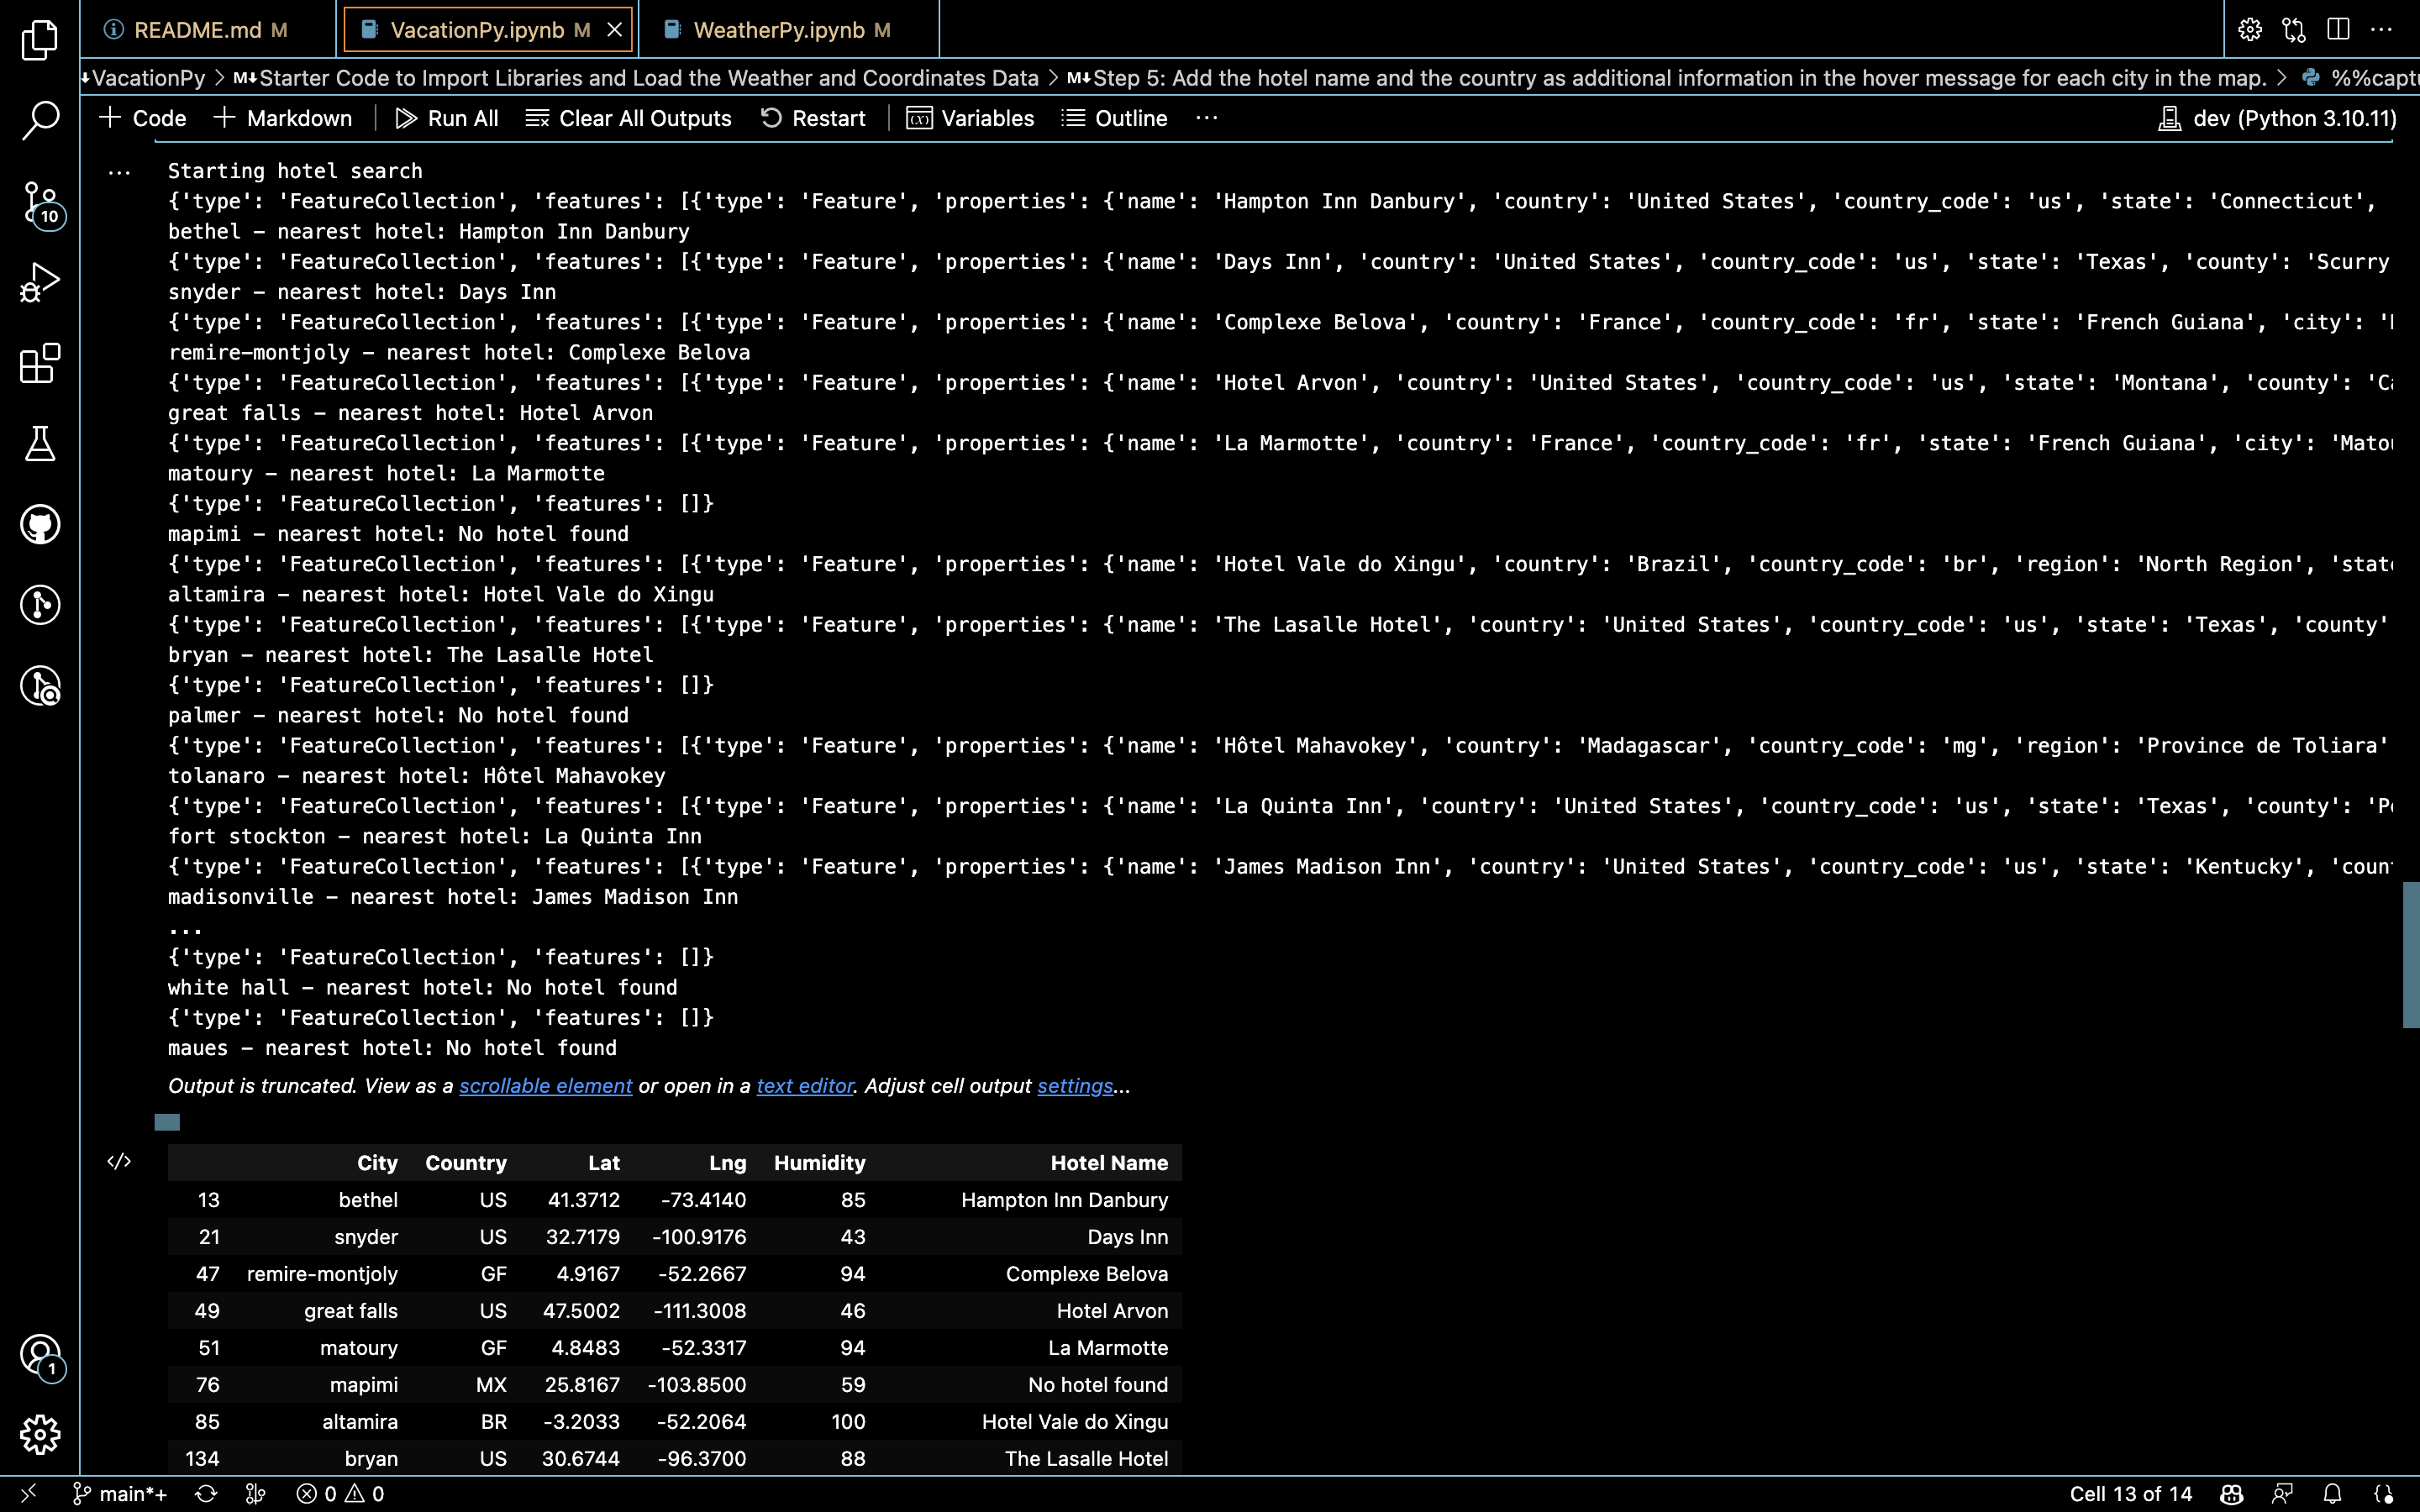 README.md M
VacationPy.ipynb M
WeatherPy.ipynb M
VacationPy > M↓Starter Code to Import Libraries and Load the Weather and Coordinates Data > M↓Step 5: Add the hotel name and the country as additional information in the hover message for each city in the map. > %%captu
+ Code + Markdown Run All Clear All Outputs Restart Variables Outline ... dev (Python 3.10.11)
Starting hotel search
{'type': 'FeatureCollection', 'features': [{'type': 'Feature', 'properties': {'name': 'Hampton Inn Danbury', 'country': 'United States', 'country_code': 'us', 'state': 'Connecticut',
bethel - nearest hotel: Hampton Inn Danbury
{'type': 'FeatureCollection', 'features': [{'type': 'Feature', 'properties': {'name': 'Days Inn', 'country': 'United States', 'country_code': 'us', 'state': 'Texas', 'county': 'Scurry
snyder - nearest hotel: Days Inn
{'type': 'FeatureCollection', 'features': [{'type': 'Feature', 'properties': {'name': 'Complexe Belova', 'country': 'France', 'country_code': 'fr', 'state': 'French Guiana', 'city': '
remire-montjoly - nearest hotel: Complexe Belova
{'type': 'FeatureCollection', 'features': [{'type': 'Feature', 'properties': {'name': 'Hotel Arvon', 'country': 'United States', 'country_code': 'us', 'state': 'Montana', 'county': 'Ca
great falls - nearest hotel: Hotel Arvon
{'type': 'FeatureCollection', 'features': [{'type': 'Feature', 'properties': {'name': 'La Marmotte', 'country': 'France', 'country_code': 'fr', 'state': 'French Guiana', 'city': 'Matou
matoury - nearest hotel: La Marmotte
{'type': 'FeatureCollection', 'features': []}
mapimi - nearest hotel: No hotel found
{'type': 'FeatureCollection', 'features': [{'type': 'Feature', 'properties': {'name': 'Hotel Vale do Xingu', 'country': 'Brazil', 'country_code': 'br', 'region': 'North Region', 'state
altamira - nearest hotel: Hotel Vale do Xingu
{'type': 'FeatureCollection', 'features': [{'type': 'Feature', 'properties': {'name': 'The Lasalle Hotel', 'country': 'United States', 'country_code': 'us', 'state': 'Texas', 'county'
bryan - nearest hotel: The Lasalle Hotel
{'type': 'FeatureCollection', 'features': []}
palmer - nearest hotel: No hotel found
{'type': 'FeatureCollection', 'features': [{'type': 'Feature', 'properties': {'name': 'Hôtel Mahavokey', 'country': 'Madagascar', 'country_code': 'mg', 'region': 'Province de Toliara'
tolanaro - nearest hotel: Hôtel Mahavokey
{'type': 'FeatureCollection', 'features': [{'type': 'Feature', 'properties': {'name': 'La Quinta Inn', 'country': 'United States', 'country_code': 'us', 'state': 'Texas', 'county': 'Pe
fort stockton - nearest hotel: La Quinta Inn
{'type': 'FeatureCollection', 'features': [{'type': 'Feature', 'properties': {'name': 'James Madison Inn', 'country': 'United States', 'country_code': 'us', 'state': 'Kentucky', 'coun
madisonville - nearest hotel: James Madison Inn
...
{'type': 'FeatureCollection', 'features': []}
white hall - nearest hotel: No hotel found
{'type': 'FeatureCollection', 'features': []}
maues - nearest hotel: No hotel found
Output is truncated. View as a scrollable element or open in a text editor. Adjust cell output settings...
City Country Lat Lng Humidity Hotel Name
13 bethel US 41.3712 -73.4140 85 Hampton Inn Danbury
21 snyder US 32.7179 -100.9176 43 Days Inn
47 remire-montjoly GF 4.9167 -52.2667 94 Complexe Belova
49 great falls US 47.5002 -111.3008 46 Hotel Arvon
51 matoury GF 4.8483 -52.3317 94 La Marmotte
76 mapimi MX 25.8167 -103.8500 59 No hotel found
85 altamira BR -3.2033 -52.2064 100 Hotel Vale do Xingu
134 bryan US 30.6744 -96.3700 88 The Lasalle Hotel
10
1
main*+ 0 0 Cell 13 of 14